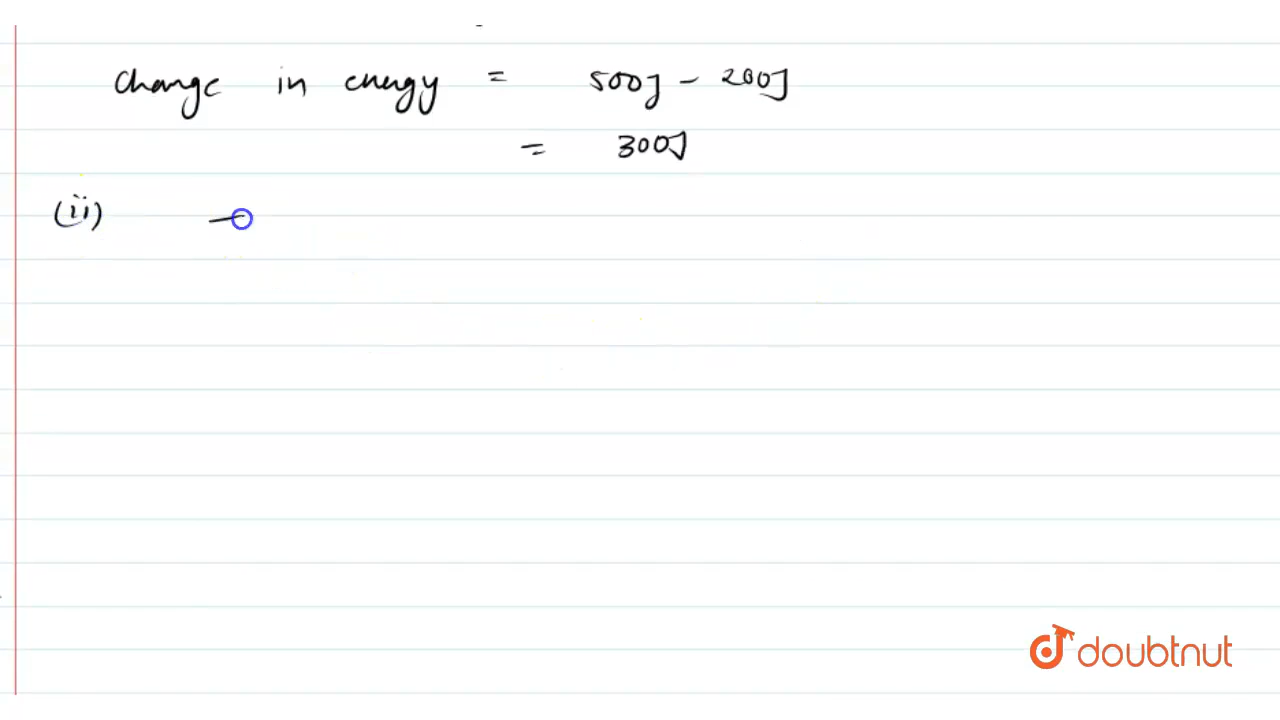 Change in energy = 500J - 200J
= 300J
(ii)
doubtnut